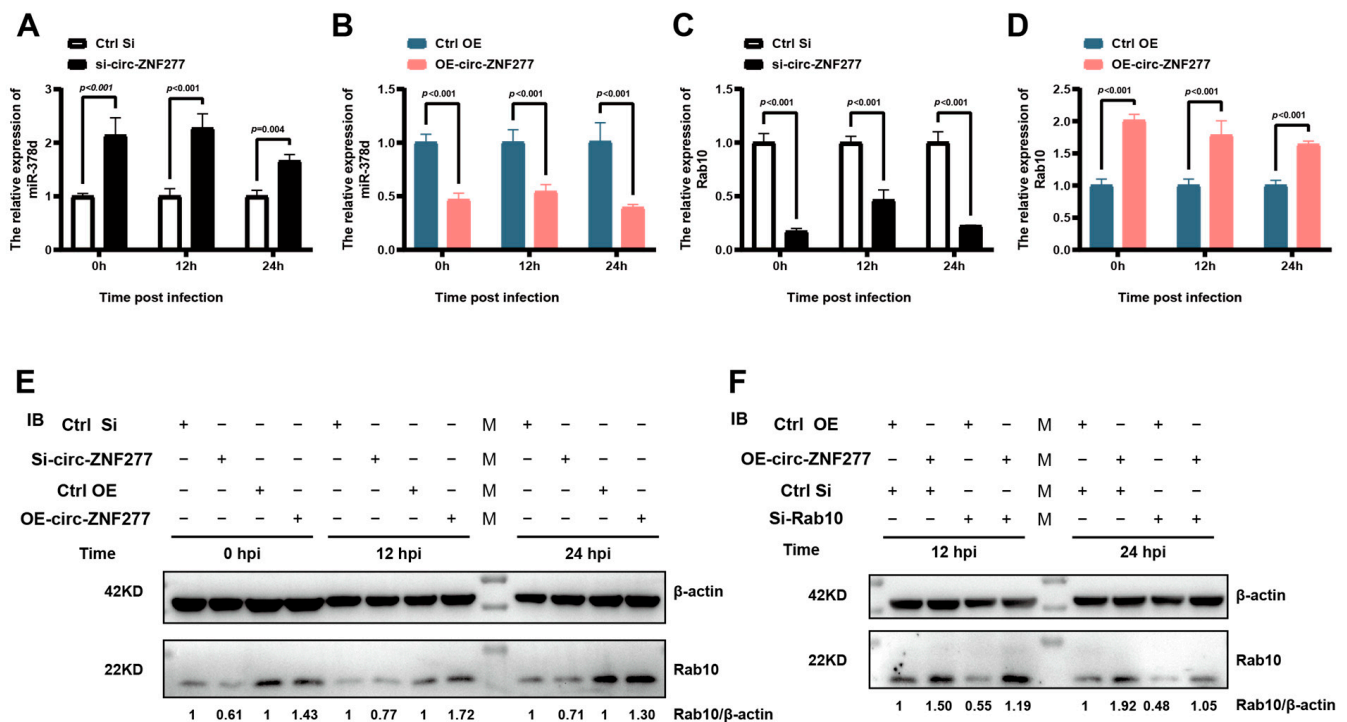 A
Ctrl Si
si-circ-ZNF277
The relative expression of
miR-378d
3
2
1
0
p<0.001
p<0.001
p=0.004
0h 12h 24h
Time post infection
B
Ctrl OE
OE-circ-ZNF277
The relative expression of
miR-378d
1.5
1.0
0.5
0.0
p<0.001
p<0.001
p<0.001
0h 12h 24h
Time post infection
C
Ctrl Si
si-circ-ZNF277
The relative expression of
Rab10
1.5
1.0
0.5
0.0
p<0.001
p<0.001
p<0.001
0h 12h 24h
Time post infection
D
Ctrl OE
OE-circ-ZNF277
The relative expression of
Rab10
2.5
2.0
1.5
1.0
0.5
0.0
p<0.001
p<0.001
p<0.001
0h 12h 24h
Time post infection
E
IB
Ctrl Si + − − − + − − − M + − − −
Si-circ-ZNF277 − + − − − + − − M − + − −
Ctrl OE − − + − − − + − M − − + −
OE-circ-ZNF277 − − − + − − − + M − − − +
Time 0 hpi 12 hpi 24 hpi
42KD β-actin
22KD Rab10
1 0.61 1 1.43 1 0.77 1 1.72 1 0.71 1 1.30 Rab10/β-actin
F
IB
Ctrl OE + − + − M + − + −
OE-circ-ZNF277 − + − + M − + − +
Ctrl Si + + − − M + + − −
Si-Rab10 − − + + M − − + +
Time 12 hpi 24 hpi
42KD β-actin
22KD Rab10
1 1.50 0.55 1.19 1 1.92 0.48 1.05 Rab10/β-actin